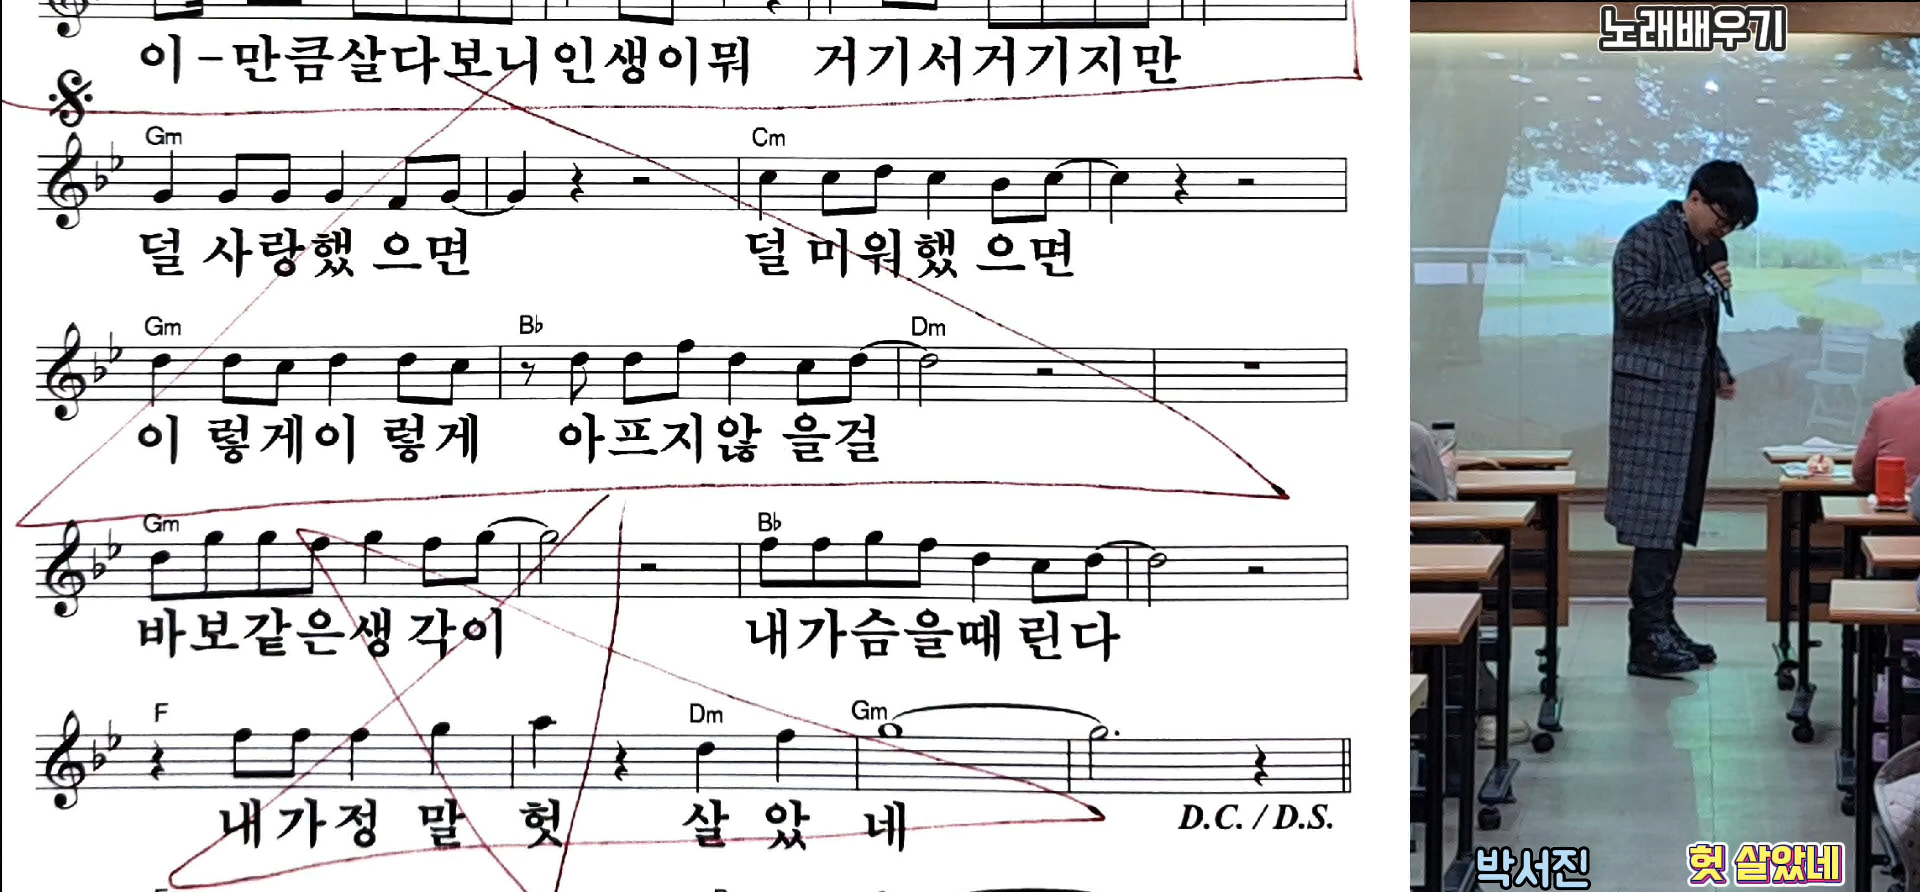 노래배우기
이-만큼살다보니인생이뭐 거기서거기지만
Gm Cm
덜 사랑했 으면 덜 미워했 으면
Gm B♭ Dm
이 렇게이 렇게 아프지않 을걸
Gm B♭
바보같은생 각이 내가슴을때 린다
F Dm Gm
내가정 말 헛 살 았 네
D.C. / D.S.
박서진 헛 살았네